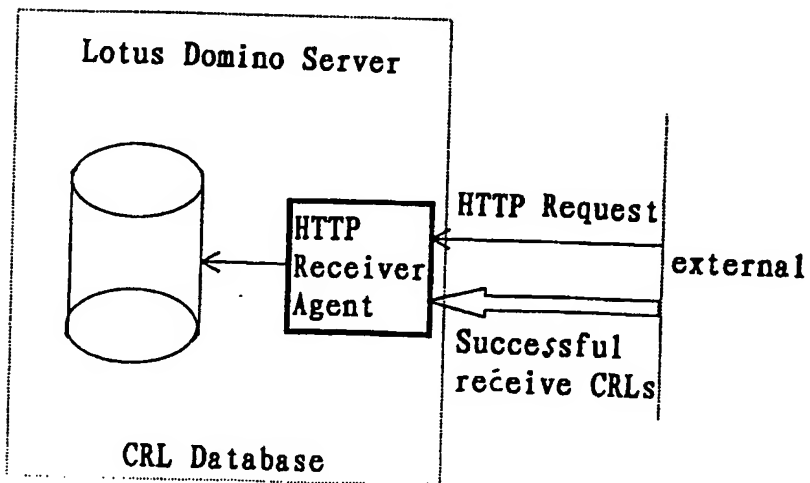 Lotus Domino Server
HTTP
Receiver
Agent
HTTP Request
external
Successful
receive CRLs
CRL Database